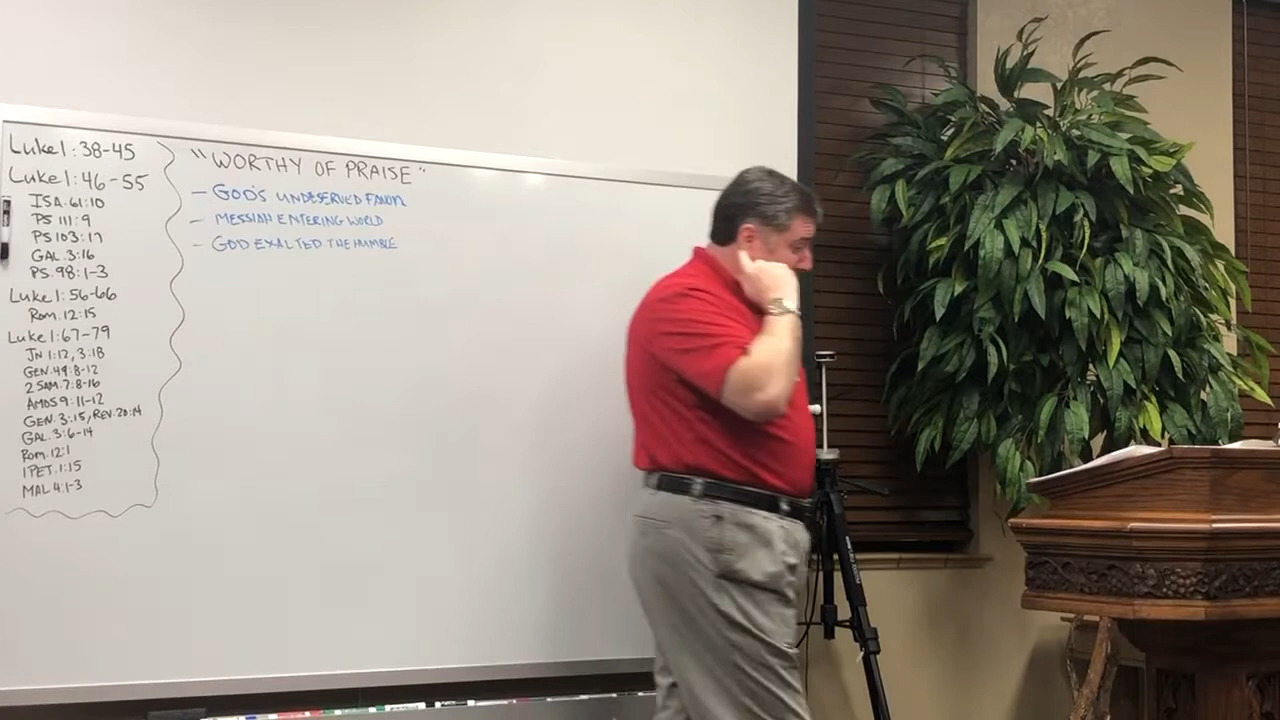 Luke 1:38-45
Luke 1:46-55
ISA. 61:10
PS 111:9
PS 103:17
GAL. 3:16
PS. 98:1-3
Luke 1:56-66
Rom. 12:15
Luke 1:67-79
JN 1:12, 3:18
GEN. 49:8-12
2 SAM. 7:8-16
AMOS 9:11-12
GEN. 3:15, REV. 20:14
GAL. 3:6-14
Rom. 12:1
1 PET. 1:15
MAL 4:1-3
"WORTHY OF PRAISE"
- GOD'S UNDESERVED FAVOR
- MESSIAH ENTERING WORLD
- GOD EXALTED THE HUMBLE